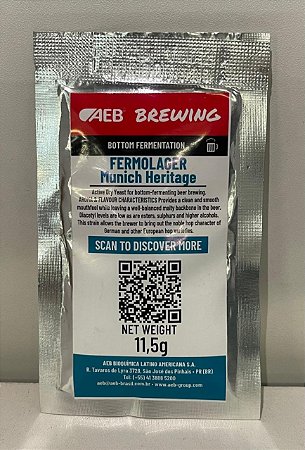 AEB BREWING
BOTTOM FERMENTATION
FERMOLAGER
Munich Heritage
Active Dry Yeast for bottom-fermenting beer brewing.
AROMA & FLAVOUR CHARACTERISTICS Provides a clean and smooth
mouthfeel while leaving a well-balanced malty backbone in the beer.
Diacetyl levels are low as are esters, sulphurs and higher alcohols.
This strain allows the brewer to bring out the noble hop character of
German and other European hop varieties.
SCAN TO DISCOVER MORE
NET WEIGHT
11,5g
AEB BIOQUÍMICA LATINO AMERICANA S.A.
R. Tavares de Lyra 3720, São José dos Pinhais • PR (BR)
Tel: (+55) 41 3800 5200
aeb@aeb-brasil.com.br • www.aeb-group.com